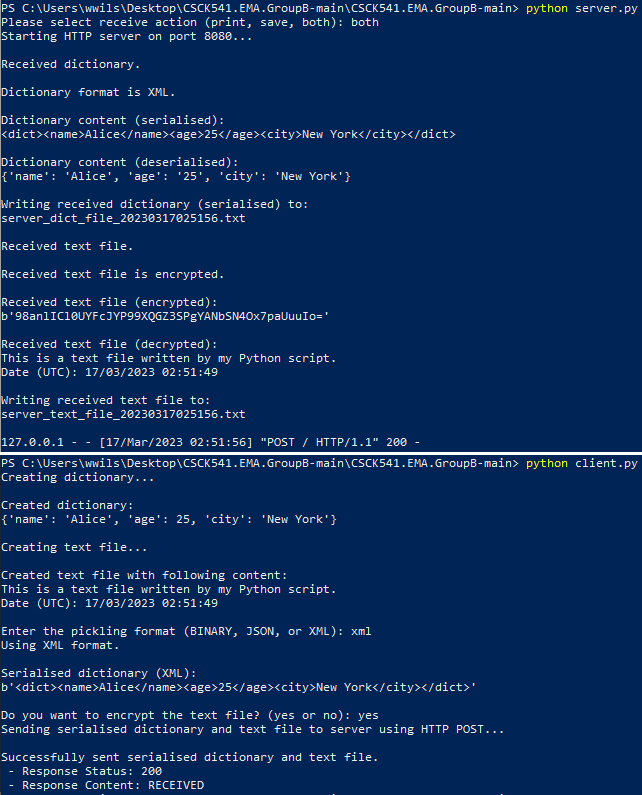 PS C:\Users\wwils\Desktop\CSCK541.EMA.GroupB-main\CSCK541.EMA.GroupB-main> python server.py
Please select receive action (print, save, both): both
Starting HTTP server on port 8080...
Received dictionary.
Dictionary format is XML.
Dictionary content (serialised):
<dict><name>Alice</name><age>25</age><city>New York</city></dict>
Dictionary content (deserialised):
{'name': 'Alice', 'age': '25', 'city': 'New York'}
Writing received dictionary (serialised) to:
server_dict_file_20230317025156.txt
Received text file.
Received text file is encrypted.
Received text file (encrypted):
b'98anlICl0UYFcJYP99XQGZ3SPgYANbSN4Ox7paUuuIo='
Received text file (decrypted):
This is a text file written by my Python script.
Date (UTC): 17/03/2023 02:51:49
Writing received text file to:
server_text_file_20230317025156.txt
127.0.0.1 - - [17/Mar/2023 02:51:56] "POST / HTTP/1.1" 200 -
PS C:\Users\wwils\Desktop\CSCK541.EMA.GroupB-main\CSCK541.EMA.GroupB-main> python client.py
Creating dictionary...
Created dictionary:
{'name': 'Alice', 'age': 25, 'city': 'New York'}
Creating text file...
Created text file with following content:
This is a text file written by my Python script.
Date (UTC): 17/03/2023 02:51:49
Enter the pickling format (BINARY, JSON, or XML): xml
Using XML format.
Serialised dictionary (XML):
b'<dict><name>Alice</name><age>25</age><city>New York</city></dict>'
Do you want to encrypt the text file? (yes or no): yes
Sending serialised dictionary and text file to server using HTTP POST...
Successfully sent serialised dictionary and text file.
- Response Status: 200
- Response Content: RECEIVED